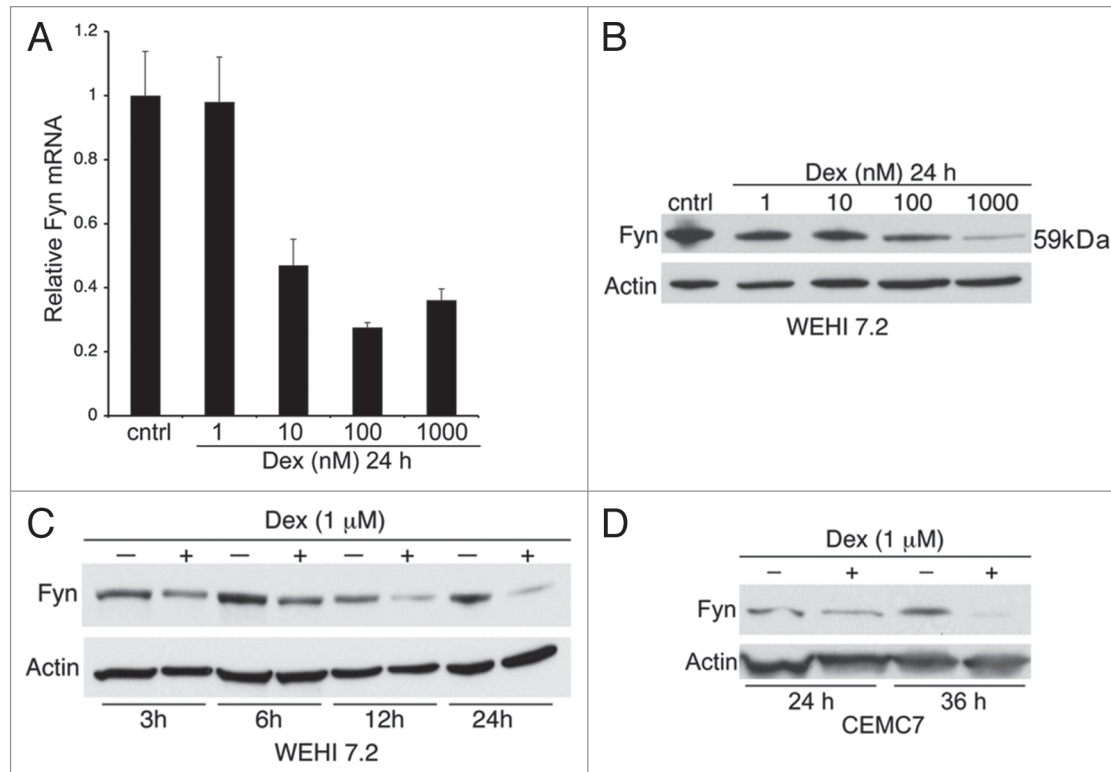 A
1.2
1
0.8
0.6
0.4
0.2
0
Relative Fyn mRNA
cntrl 1 10 100 1000
Dex (nM) 24 h
B
Dex (nM) 24 h
cntrl 1 10 100 1000
Fyn 59kDa
Actin
WEHI 7.2
C
Dex (1 μM)
− + − + − + − +
Fyn
Actin
3h 6h 12h 24h
WEHI 7.2
D
Dex (1 μM)
− + − +
Fyn
Actin
24 h 36 h
CEMC7